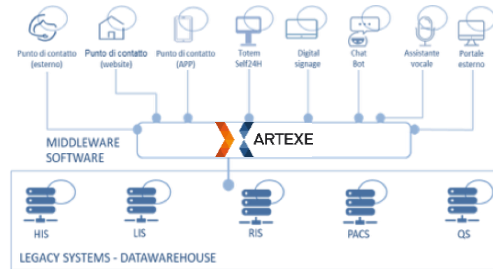 Punto di contatto
(esterno)
Punto di contatto
(website)
Punto di contatto
(APP)
Totem
Self24H
Digital
signage
Chat
Bot
Assistante
vocale
Portale
esterno
MIDDLEWARE
SOFTWARE
ARTEXE
HIS
LIS
RIS
PACS
QS
LEGACY SYSTEMS - DATAWAREHOUSE